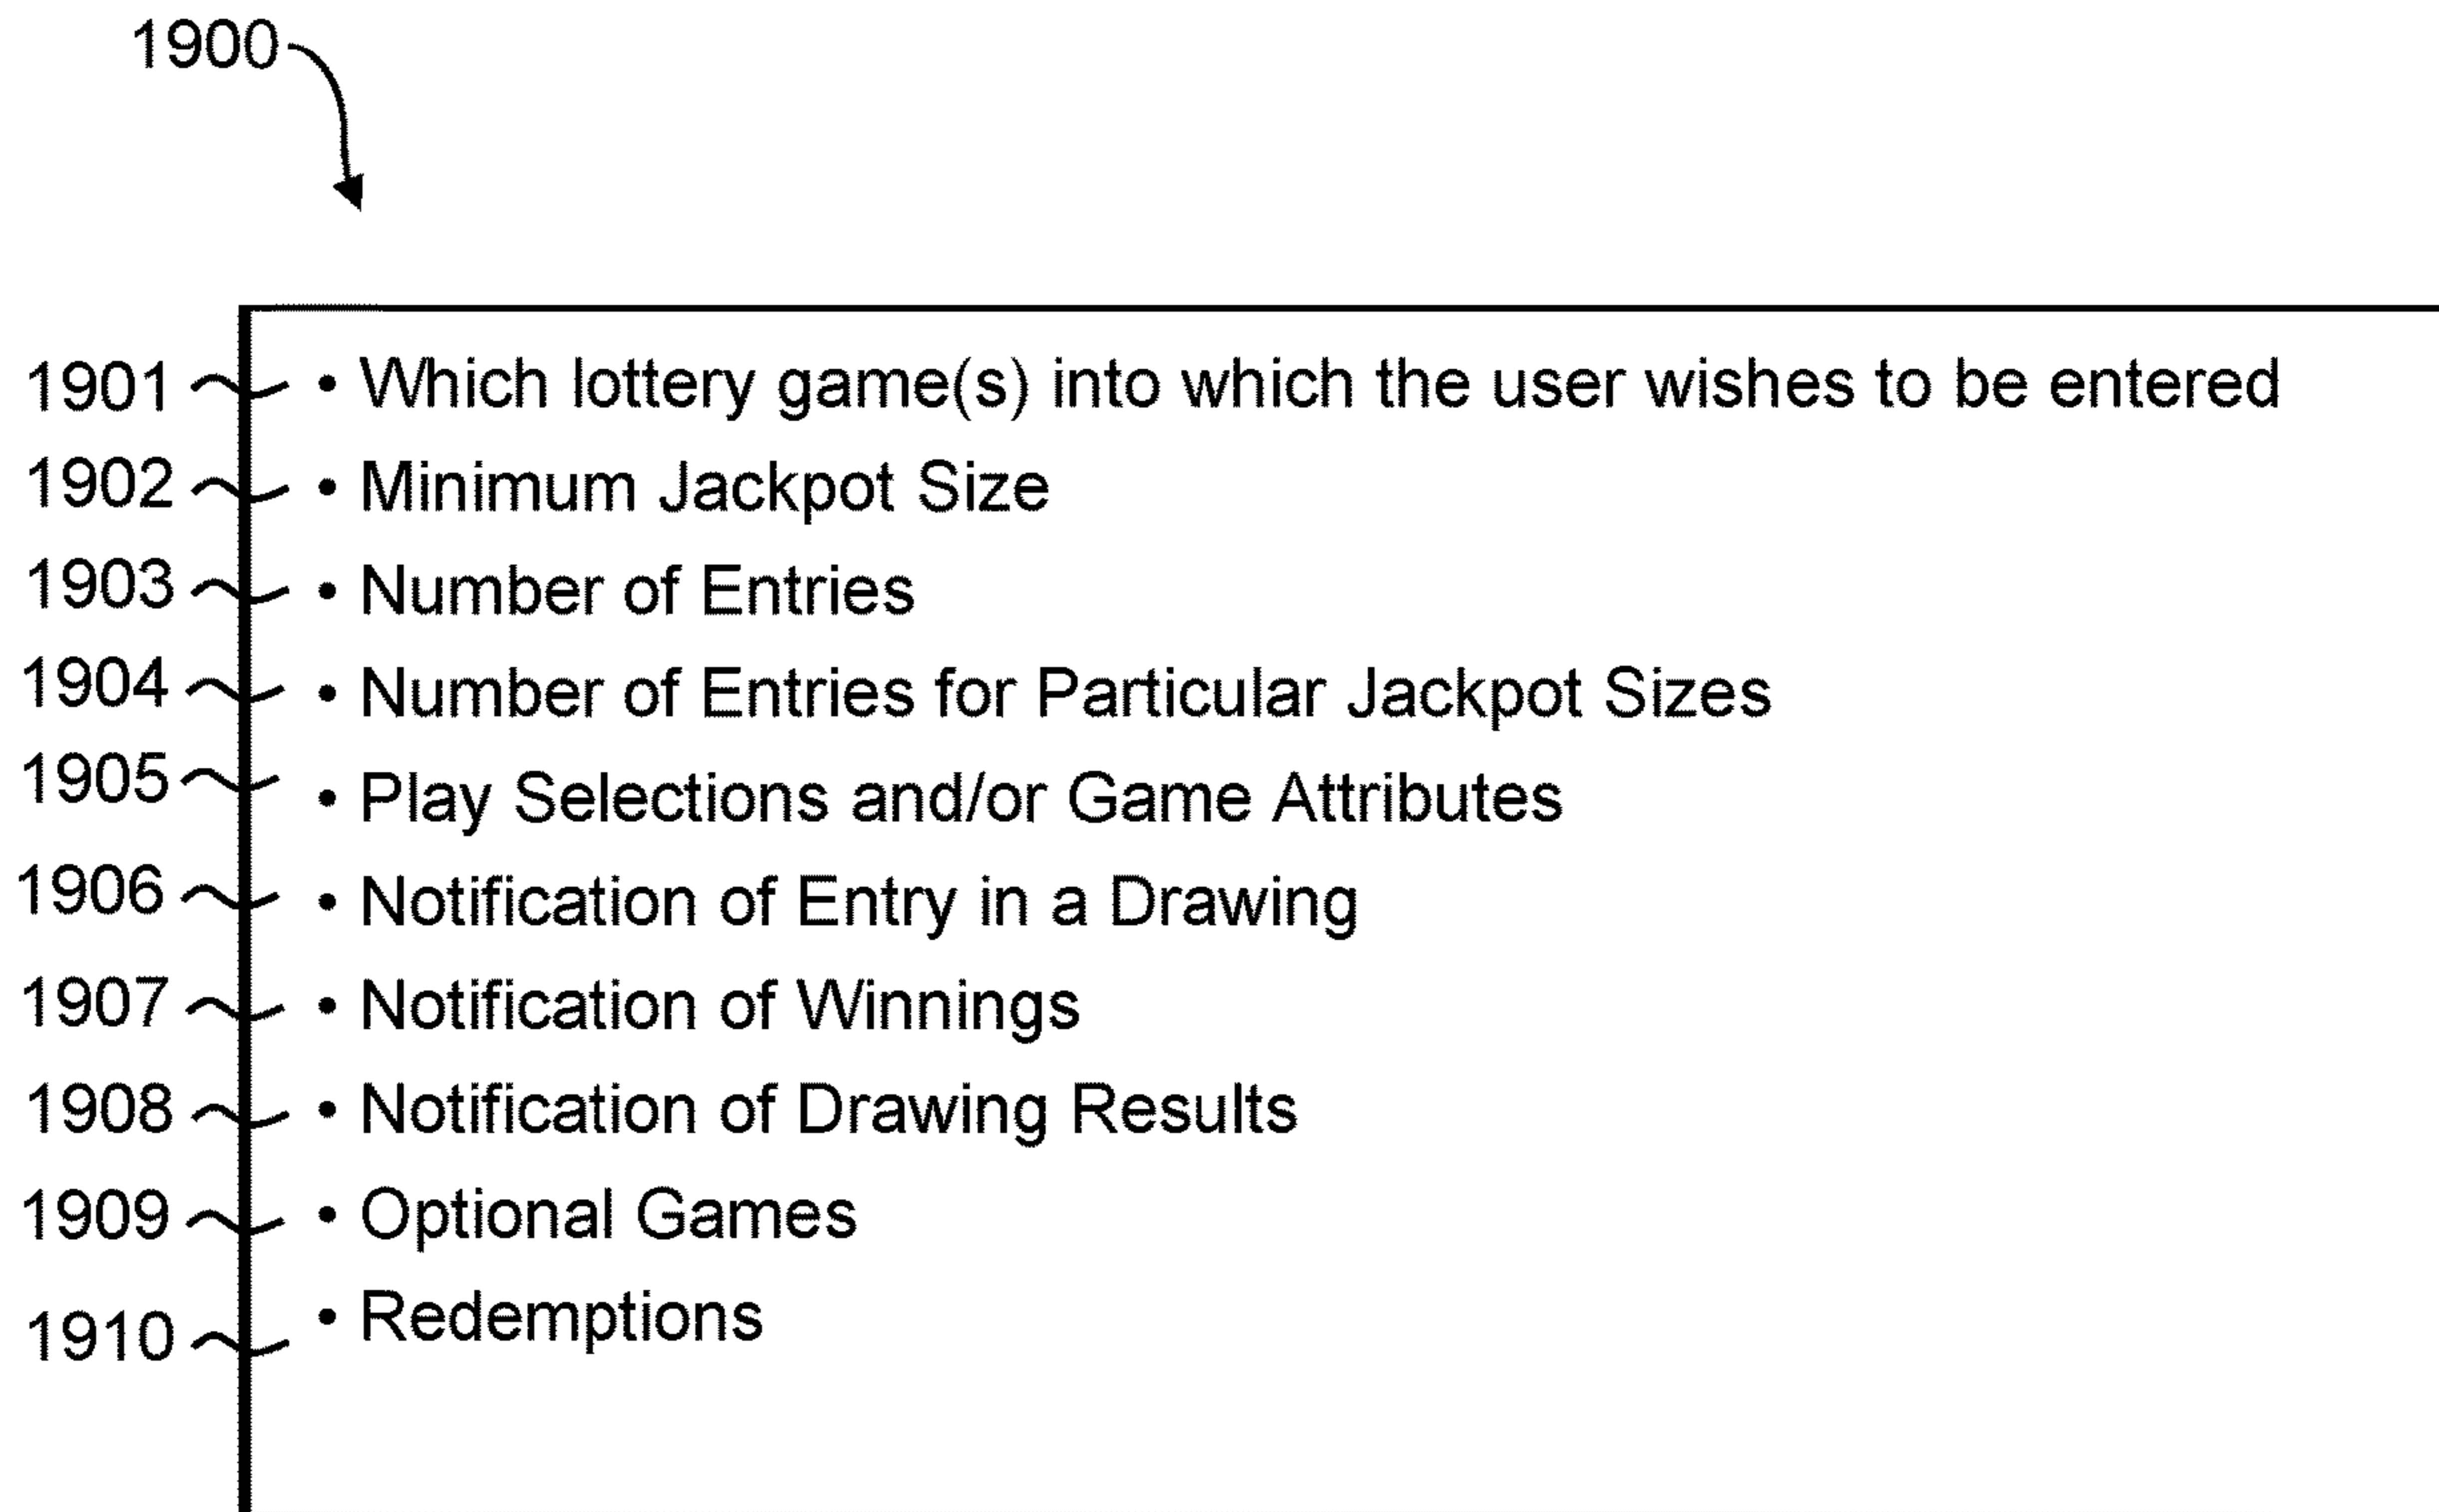 1900
1901 • Which lottery game(s) into which the user wishes to be entered
1902 • Minimum Jackpot Size
1903 • Number of Entries
1904 • Number of Entries for Particular Jackpot Sizes
1905 • Play Selections and/or Game Attributes
1906 • Notification of Entry in a Drawing
1907 • Notification of Winnings
1908 • Notification of Drawing Results
1909 • Optional Games
1910 • Redemptions